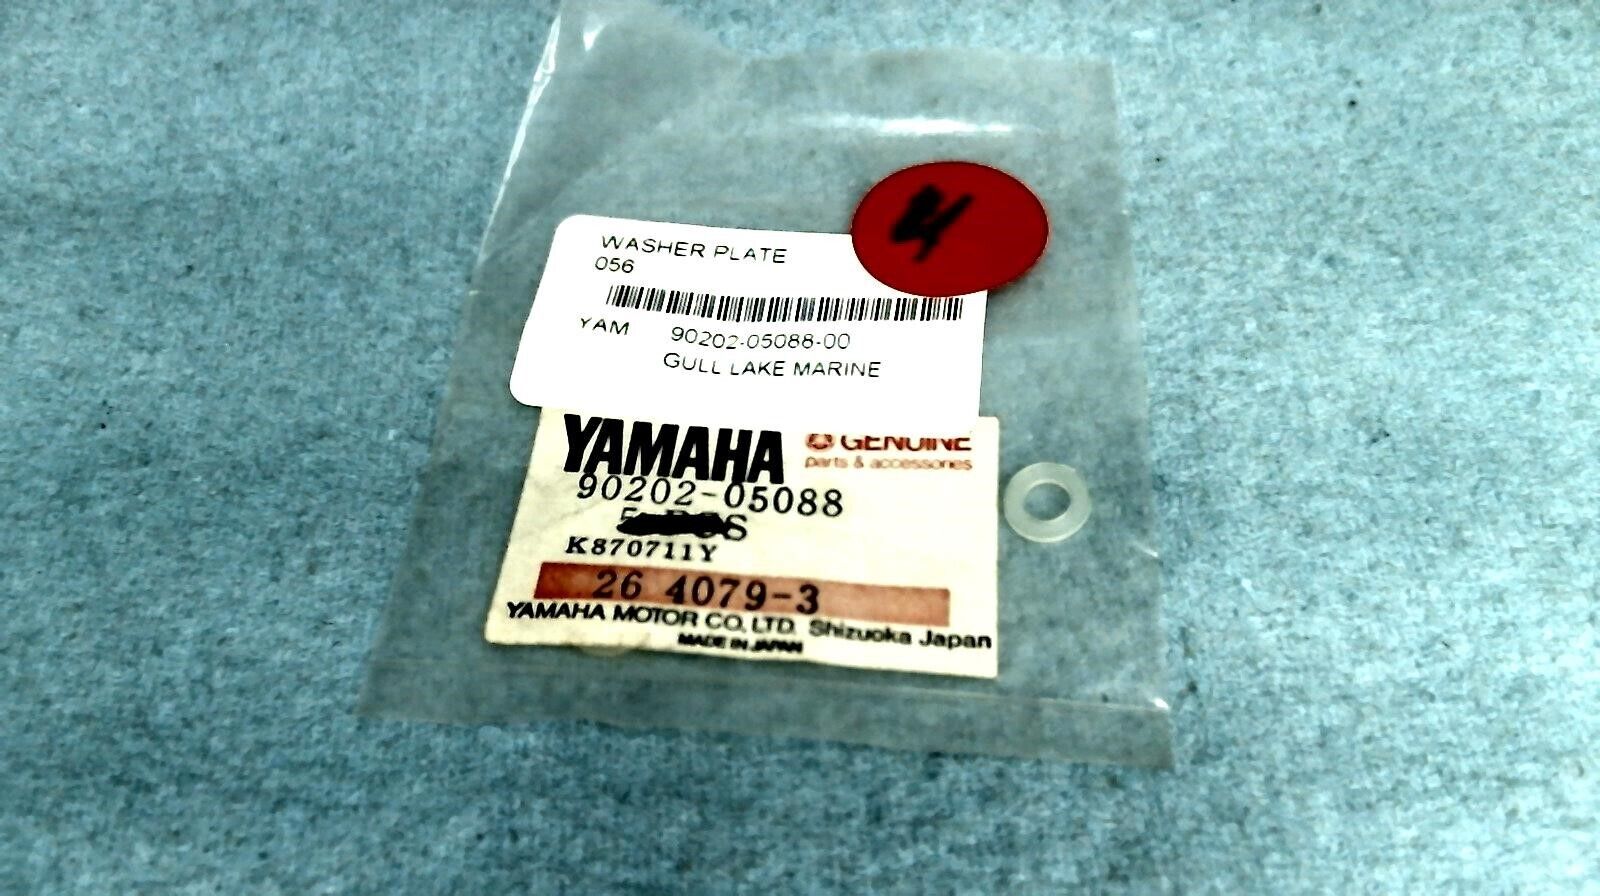 4
WASHER PLATE
056
YAM 90202-05088-00
GULL LAKE MARINE
YAMAHA GENUINE
parts & accessories
90202-05088
K870711Y
26 4079-3
YAMAHA MOTOR CO., LTD. Shizuoka Japan
MADE IN JAPAN